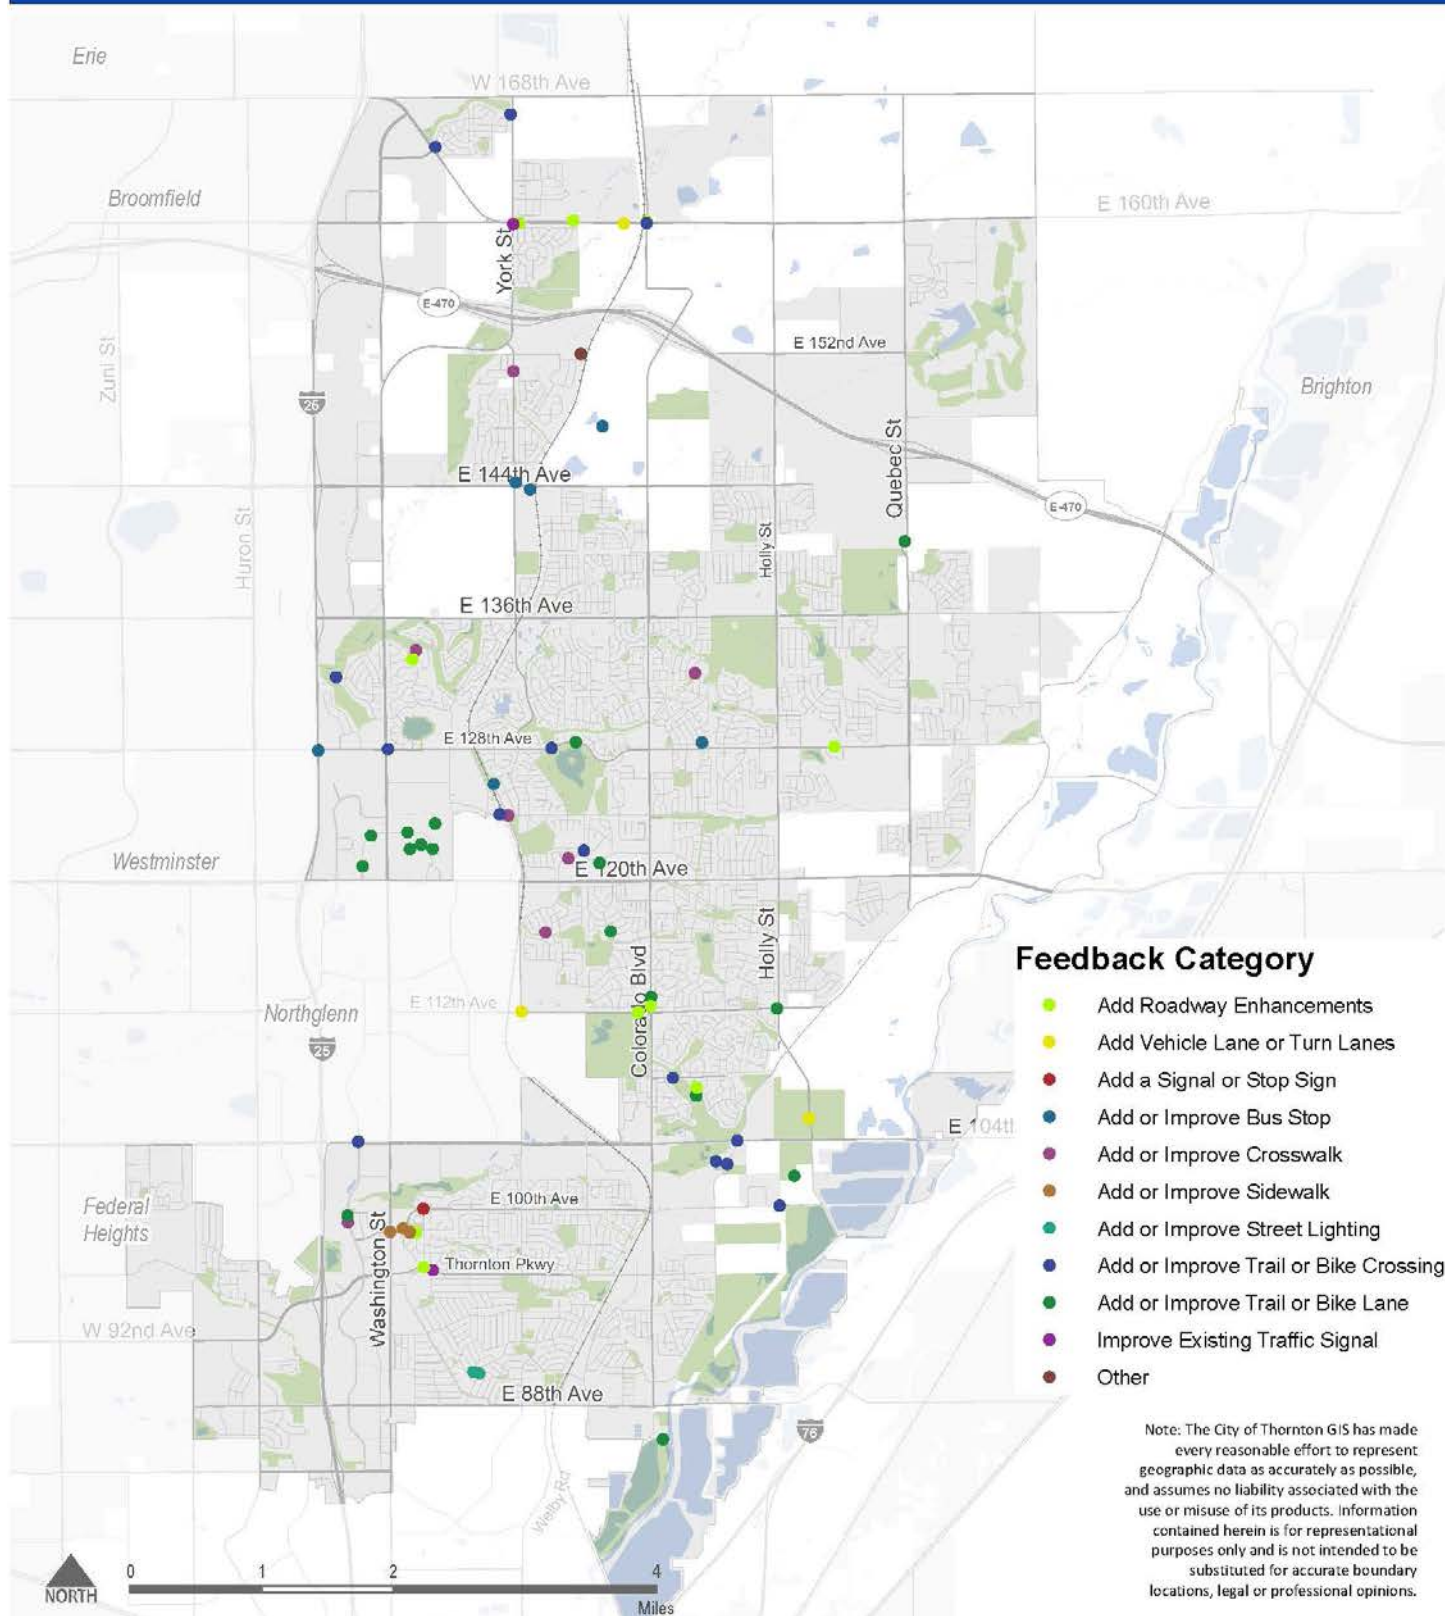 Erie
W 168th Ave
Broomfield
E 160th Ave
York St
E-470
E 152nd Ave
Zuni St
25
Brighton
Quebec St
E 144th Ave
E-470
Huron St
Holly St
E 136th Ave
E 128th Ave
Westminster
E 120th Ave
Holly St
Colorado Blvd
E 112th Ave
Northglenn
25
E 104th
E 100th Ave
Federal
Heights
Washington St
Thornton Pkwy
W 92nd Ave
E 88th Ave
76
Welby Rd
Feedback Category
Add Roadway Enhancements
Add Vehicle Lane or Turn Lanes
Add a Signal or Stop Sign
Add or Improve Bus Stop
Add or Improve Crosswalk
Add or Improve Sidewalk
Add or Improve Street Lighting
Add or Improve Trail or Bike Crossing
Add or Improve Trail or Bike Lane
Improve Existing Traffic Signal
Other
Note: The City of Thornton GIS has made
every reasonable effort to represent
geographic data as accurately as possible,
and assumes no liability associated with the
use or misuse of its products. Information
contained herein is for representational
purposes only and is not intended to be
substituted for accurate boundary
locations, legal or professional opinions.
NORTH
0 1 2 4
Miles